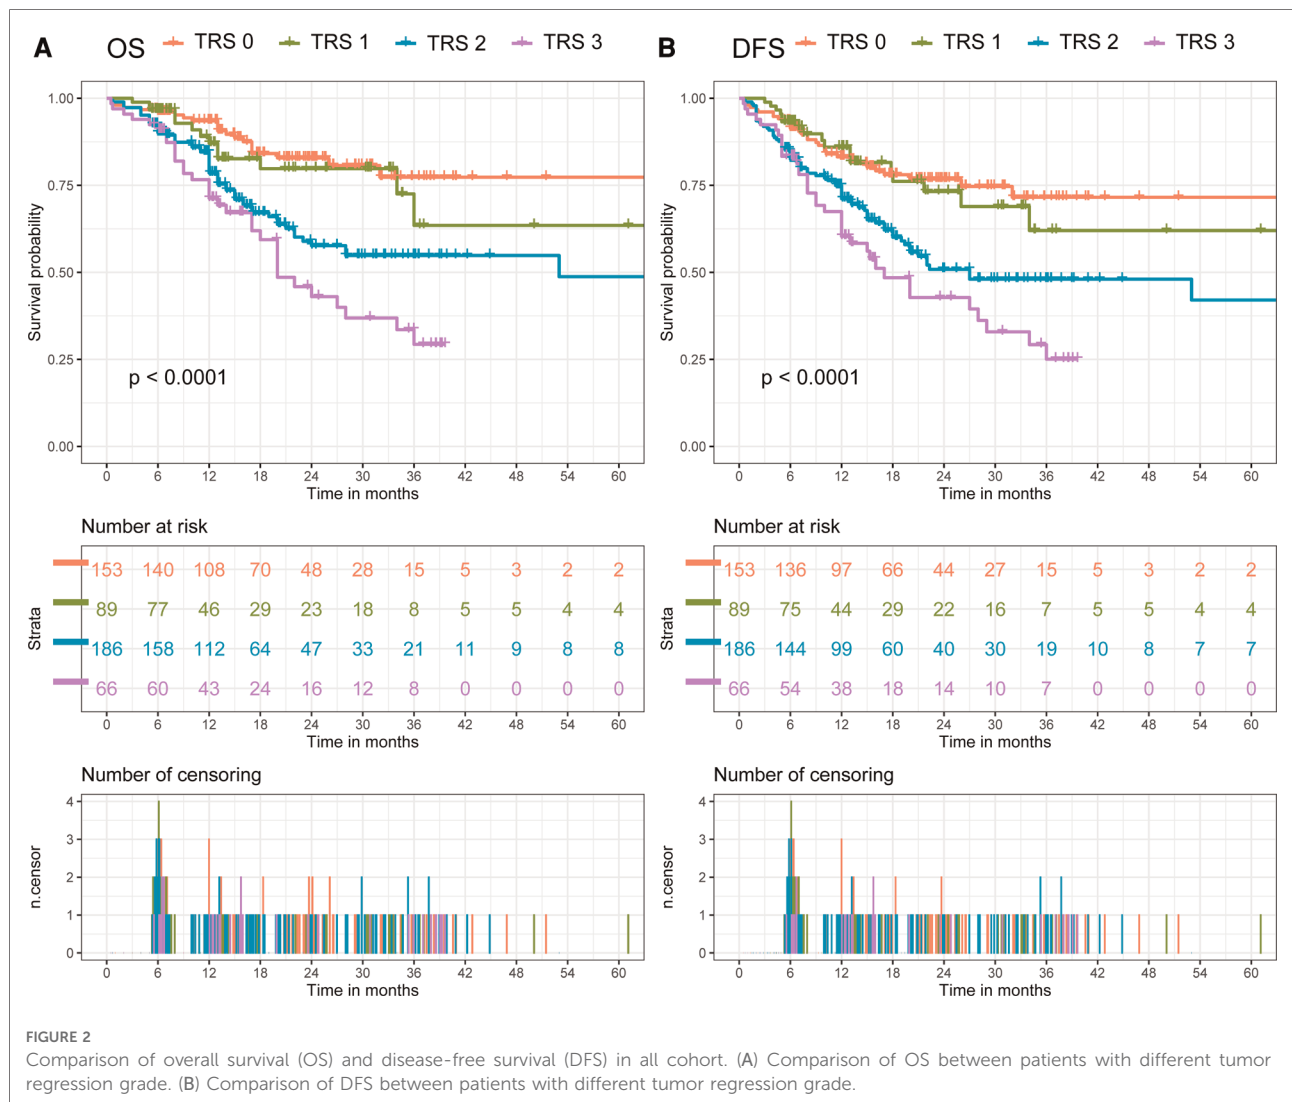 A OS TRS 0 TRS 1 TRS 2 TRS 3
1.00
0.75
0.50
0.25
0.00
Survival probability
p < 0.0001
0 6 12 18 24 30 36 42 48 54 60
Time in months
Number at risk
Strata
153 140 108 70 48 28 15 5 3 2 2
89 77 46 29 23 18 8 5 5 4 4
186 158 112 64 47 33 21 11 9 8 8
66 60 43 24 16 12 8 0 0 0 0
0 6 12 18 24 30 36 42 48 54 60
Time in months
Number of censoring
n.censor
4
3
2
1
0
0 6 12 18 24 30 36 42 48 54 60
Time in months
B DFS TRS 0 TRS 1 TRS 2 TRS 3
1.00
0.75
0.50
0.25
0.00
Survival probability
p < 0.0001
0 6 12 18 24 30 36 42 48 54 60
Time in months
Number at risk
Strata
153 136 97 66 44 27 15 5 3 2 2
89 75 44 29 22 16 7 5 5 4 4
186 144 99 60 40 30 19 10 8 7 7
66 54 38 18 14 10 7 0 0 0 0
0 6 12 18 24 30 36 42 48 54 60
Time in months
Number of censoring
n.censor
4
3
2
1
0
0 6 12 18 24 30 36 42 48 54 60
Time in months
FIGURE 2
Comparison of overall survival (OS) and disease-free survival (DFS) in all cohort. (A) Comparison of OS between patients with different tumor
regression grade. (B) Comparison of DFS between patients with different tumor regression grade.